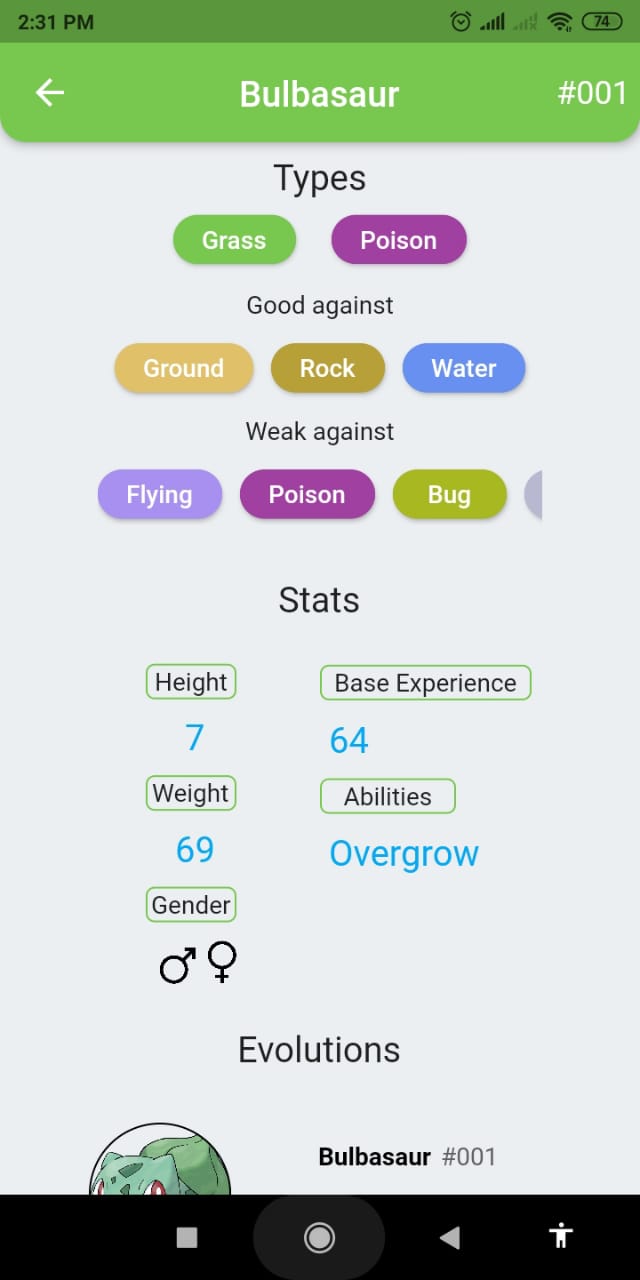 2:31 PM 74
Bulbasaur #001
Types
Grass Poison
Good against
Ground Rock Water
Weak against
Flying Poison Bug
Stats
Height Base Experience
7 64
Weight Abilities
69 Overgrow
Gender
Evolutions
Bulbasaur #001